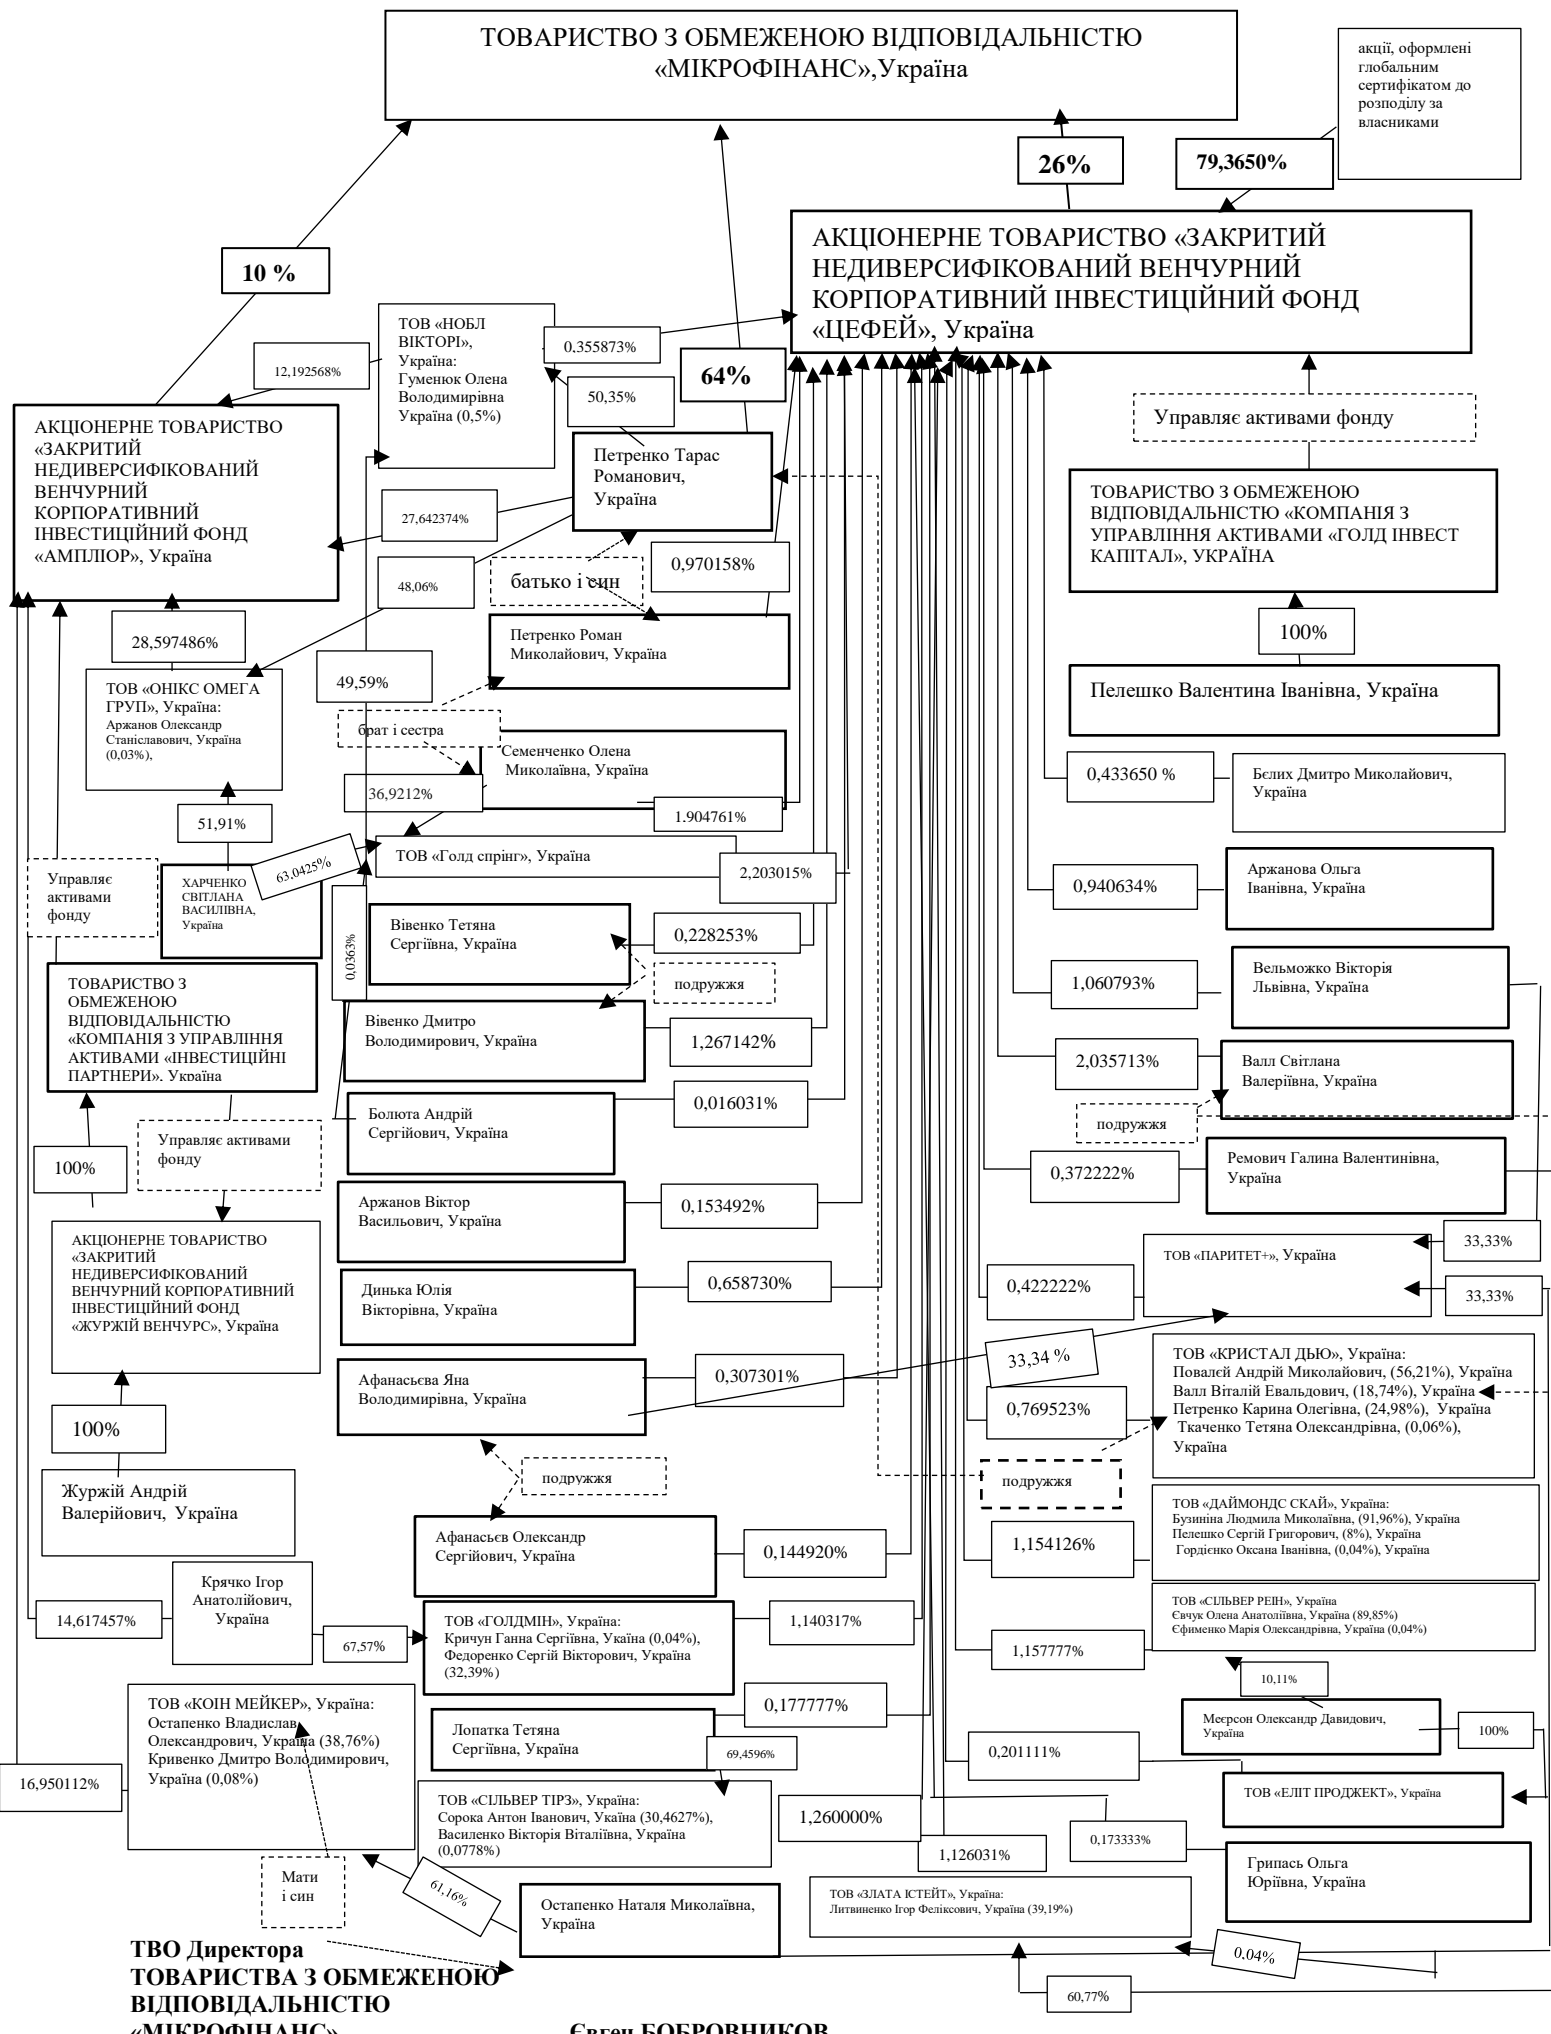 ТОВАРИСТВО З ОБМЕЖЕНОЮ ВІДПОВІДАЛЬНІСТЮ
«МІКРОФІНАНС»,Україна
акції, оформлені
глобальним
сертифікатом до
розподілу за
власниками
26%
79,3650%
10 %
АКЦІОНЕРНЕ ТОВАРИСТВО «ЗАКРИТИЙ
НЕДИВЕРСИФІКОВАНИЙ ВЕНЧУРНИЙ
КОРПОРАТИВНИЙ ІНВЕСТИЦІЙНИЙ ФОНД
«ЦЕФЕЙ», Україна
ТОВ «НОБЛ
ВІКТОРІ»,
Україна:
Гуменюк Олена
Володимирівна
Україна (0,5%)
0,355873%
12,192568%
64%
50,35%
Управляє активами фонду
АКЦІОНЕРНЕ ТОВАРИСТВО
«ЗАКРИТИЙ
НЕДИВЕРСИФІКОВАНИЙ
ВЕНЧУРНИЙ
КОРПОРАТИВНИЙ
ІНВЕСТИЦІЙНИЙ ФОНД
«АМПЛІОР», Україна
Петренко Тарас
Романович,
Україна
27,642374%
ТОВАРИСТВО З ОБМЕЖЕНОЮ
ВІДПОВІДАЛЬНІСТЮ «КОМПАНІЯ З
УПРАВЛІННЯ АКТИВАМИ «ГОЛД ІНВЕСТ
КАПІТАЛ», УКРАЇНА
48,06%
батько і син
0,970158%
28,597486%
Петренко Роман
Миколайович, Україна
100%
49,59%
ТОВ «ОНІКС ОМЕГА
ГРУП», Україна:
Аржанов Олександр
Станіславович, Україна
(0,03%),
Пелешко Валентина Іванівна, Україна
брат і сестра
Семенченко Олена
Миколаївна, Україна
36,9212%
1.904761%
0,433650 %
Бєлих Дмитро Миколайович,
Україна
51,91%
63,0425%
ТОВ «Голд спрінг», Україна
2,203015%
Управляє
активами
фонду
ХАРЧЕНКО
СВІТЛАНА
ВАСИЛІВНА,
Україна
0,940634%
Аржанова Ольга
Іванівна, Україна
0,0363%
Вівенко Тетяна
Сергіївна, Україна
0,228253%
подружжя
ТОВАРИСТВО З
ОБМЕЖЕНОЮ
ВІДПОВІДАЛЬНІСТЮ
«КОМПАНІЯ З УПРАВЛІННЯ
АКТИВАМИ «ІНВЕСТИЦІЙНІ
ПАРТНЕРИ». Україна
1,060793%
Вельможко Вікторія
Львівна, Україна
Вівенко Дмитро
Володимирович, Україна
1,267142%
2,035713%
Валл Світлана
Валеріївна, Україна
Болюта Андрій
Сергійович, Україна
0,016031%
подружжя
100%
Управляє активами
фонду
0,372222%
Ремович Галина Валентинівна,
Україна
Аржанов Віктор
Васильович, Україна
0,153492%
АКЦІОНЕРНЕ ТОВАРИСТВО
«ЗАКРИТИЙ
НЕДИВЕРСИФІКОВАНИЙ
ВЕНЧУРНИЙ КОРПОРАТИВНИЙ
ІНВЕСТИЦІЙНИЙ ФОНД
«ЖУРЖІЙ ВЕНЧУРС», Україна
ТОВ «ПАРИТЕТ+», Україна
33,33%
33,33%
0,422222%
Динька Юлія
Вікторівна, Україна
0,658730%
33,34 %
Афанасьєва Яна
Володимирівна, Україна
0,307301%
0,769523%
ТОВ «КРИСТАЛ ДЬЮ», Україна:
Повалєй Андрій Миколайович, (56,21%), Україна
Валл Віталій Евальдович, (18,74%), Україна
Петренко Карина Олегівна, (24,98%), Україна
Ткаченко Тетяна Олександрівна, (0,06%),
Україна
100%
Журжій Андрій
Валерійович, Україна
подружжя
подружжя
Афанасьєв Олександр
Сергійович, Україна
0,144920%
1,154126%
ТОВ «ДАЙМОНДС СКАЙ», Україна:
Бузиніна Людмила Миколаївна, (91,96%), Україна
Пелешко Сергій Григорович, (8%), Україна
Гордієнко Оксана Іванівна, (0,04%), Україна
Крячко Ігор
Анатолійович,
Україна
14,617457%
67,57%
ТОВ «ГОЛДМІН», Україна:
Кричун Ганна Сергіївна, Укаїна (0,04%),
Федоренко Сергій Вікторович, Україна
(32,39%)
1,140317%
1,157777%
ТОВ «СІЛЬВЕР РЕІН», Україна
Євчук Олена Анатоліївна, Україна (89,85%)
Єфименко Марія Олександрівна, Україна (0,04%)
10,11%
ТОВ «КОІН МЕЙКЕР», Україна:
Остапенко Владислав
Олександрович, Україна (38,76%)
Кривенко Дмитро Володимирович,
Україна (0,08%)
16,950112%
Лопатка Тетяна
Сергіївна, Україна
0,177777%
69,4596%
Меєрсон Олександр Давидович,
Україна
100%
0,201111%
ТОВ «ЕЛІТ ПРОДЖЕКТ», Україна
ТОВ «СІЛЬВЕР ТІРЗ», Україна:
Сорока Антон Іванович, Укаїна (30,4627%),
Василенко Вікторія Віталіївна, Україна
(0,0778%)
1,260000%
1,126031%
0,173333%
Грипась Ольга
Юріївна, Україна
Мати
і син
61,16%
Остапенко Наталя Миколаївна,
Україна
ТОВ «ЗЛАТА ІСТЕЙТ», Україна:
Литвиненко Ігор Феліксович, Україна (39,19%)
0,04%
60,77%
ТВО Директора
ТОВАРИСТВА З ОБМЕЖЕНОЮ
ВІДПОВІДАЛЬНІСТЮ
«МІКРОФІНАНС»
Євген БОБРОВНИКОВ